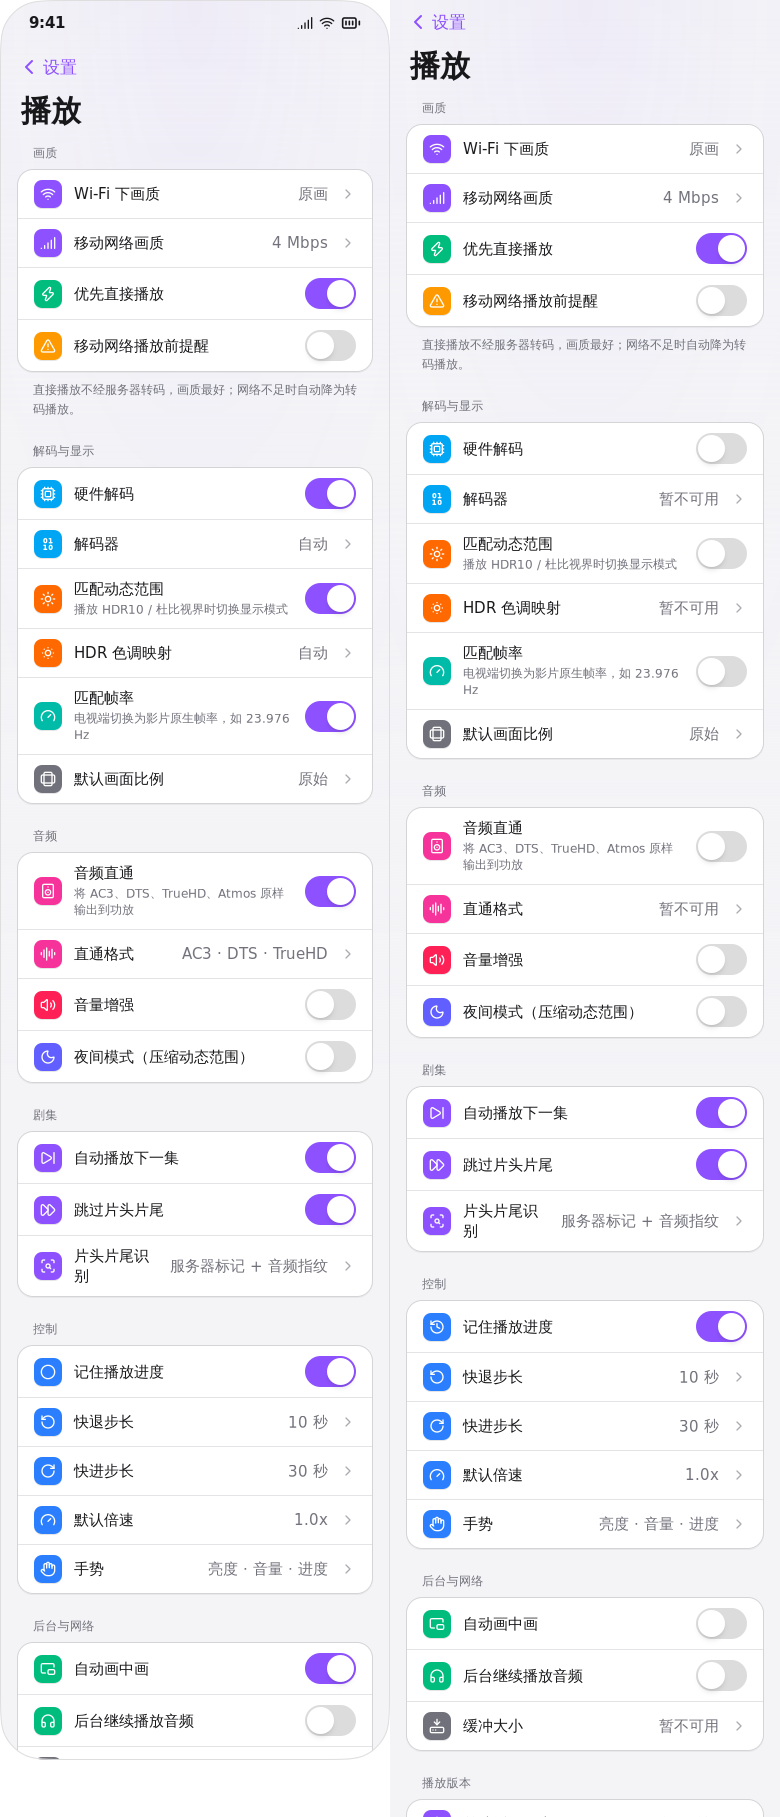 9:41
设置
播放
画质
Wi-Fi 下画质
原画
移动网络画质
4 Mbps
优先直接播放
移动网络播放前提醒
直接播放不经服务器转码，画质最好；网络不足时自动降为转
码播放。
解码与显示
硬件解码
01
10
解码器
自动
匹配动态范围
播放 HDR10 / 杜比视界时切换显示模式
HDR 色调映射
自动
匹配帧率
电视端切换为影片原生帧率，如 23.976
Hz
默认画面比例
原始
音频
音频直通
将 AC3、DTS、TrueHD、Atmos 原样
输出到功放
直通格式
AC3 · DTS · TrueHD
音量增强
夜间模式（压缩动态范围）
剧集
自动播放下一集
跳过片头片尾
片头片尾识
别
服务器标记 + 音频指纹
控制
记住播放进度
快退步长
10 秒
快进步长
30 秒
默认倍速
1.0x
手势
亮度 · 音量 · 进度
后台与网络
自动画中画
后台继续播放音频
设置
播放
画质
Wi-Fi 下画质
原画
移动网络画质
4 Mbps
优先直接播放
移动网络播放前提醒
直接播放不经服务器转码，画质最好；网络不足时自动降为转
码播放。
解码与显示
硬件解码
01
10
解码器
暂不可用
匹配动态范围
播放 HDR10 / 杜比视界时切换显示模式
HDR 色调映射
暂不可用
匹配帧率
电视端切换为影片原生帧率，如 23.976
Hz
默认画面比例
原始
音频
音频直通
将 AC3、DTS、TrueHD、Atmos 原样
输出到功放
直通格式
暂不可用
音量增强
夜间模式（压缩动态范围）
剧集
自动播放下一集
跳过片头片尾
片头片尾识
别
服务器标记 + 音频指纹
控制
记住播放进度
快退步长
10 秒
快进步长
30 秒
默认倍速
1.0x
手势
亮度 · 音量 · 进度
后台与网络
自动画中画
后台继续播放音频
缓冲大小
暂不可用
播放版本